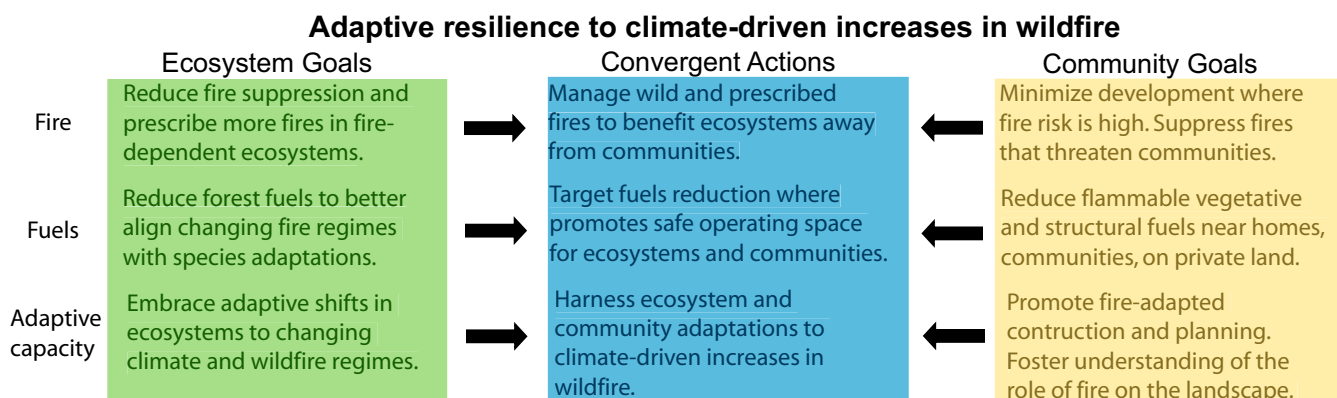 Adaptive resilience to climate-driven increases in wildfire
Ecosystem Goals
Convergent Actions
Community Goals
Fire
Reduce fire suppression and
prescribe more fires in fire-
dependent ecosystems.
Manage wild and prescribed
fires to benefit ecosystems away
from communities.
Minimize development where
fire risk is high. Suppress fires
that threaten communities.
Fuels
Reduce forest fuels to better
align changing fire regimes
with species adaptations.
Target fuels reduction where
promotes safe operating space
for ecosystems and communities.
Reduce flammable vegetative
and structural fuels near homes,
communities, on private land.
Adaptive
capacity
Embrace adaptive shifts in
ecosystems to changing
climate and wildfire regimes.
Harness ecosystem and
community adaptations to
climate-driven increases in
wildfire.
Promote fire-adapted
contruction and planning.
Foster understanding of the
role of fire on the landscape.